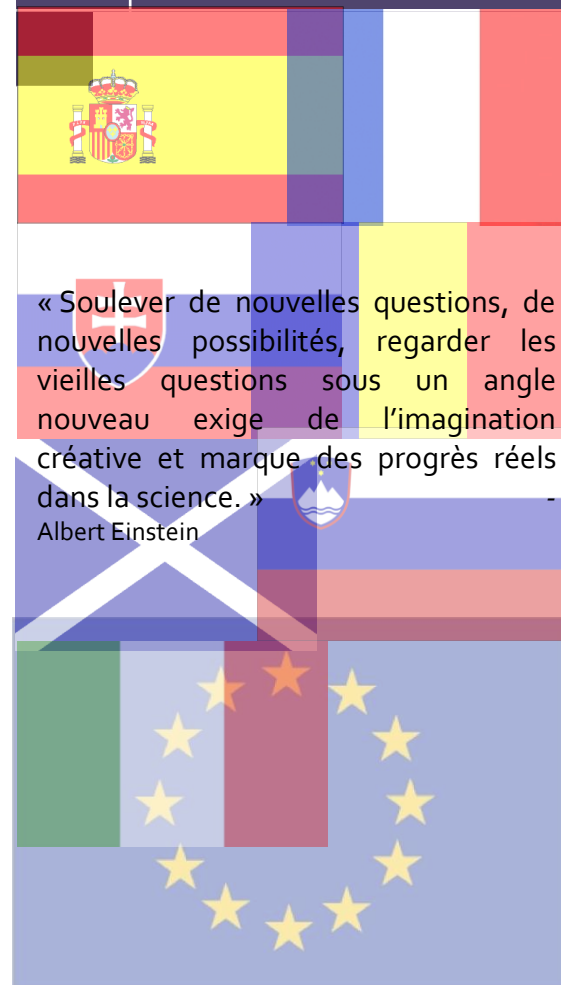 « Soulever de nouvelles questions, de
nouvelles possibilités, regarder les
vieilles questions sous un angle
nouveau exige de l’imagination
créative et marque des progrès réels
dans la science. » -
Albert Einstein